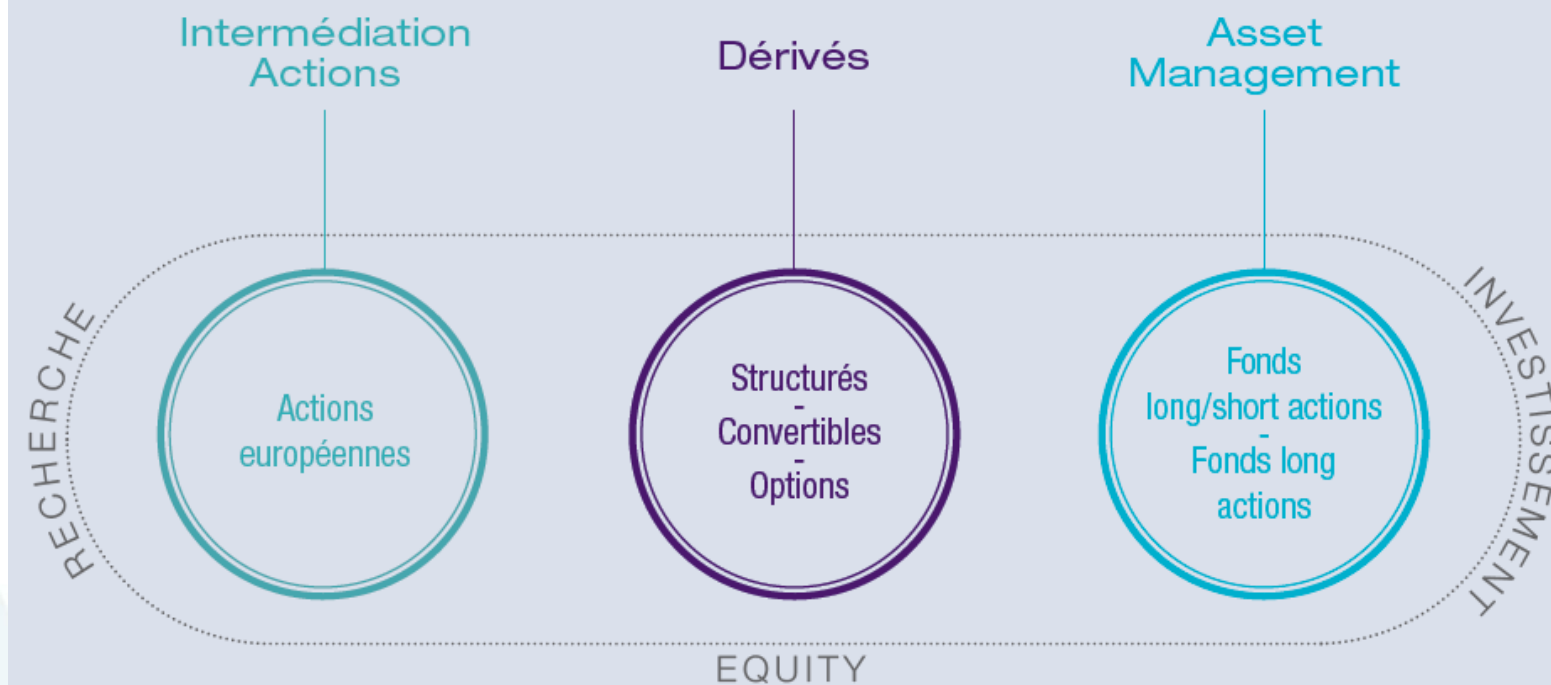 Intermédiation
Actions
Dérivés
Asset
Management
RECHERCHE
Actions
européennes
Structurés
-
Convertibles
-
Options
Fonds
long/short actions
-
Fonds long
actions
INVESTISSEMENT
EQUITY